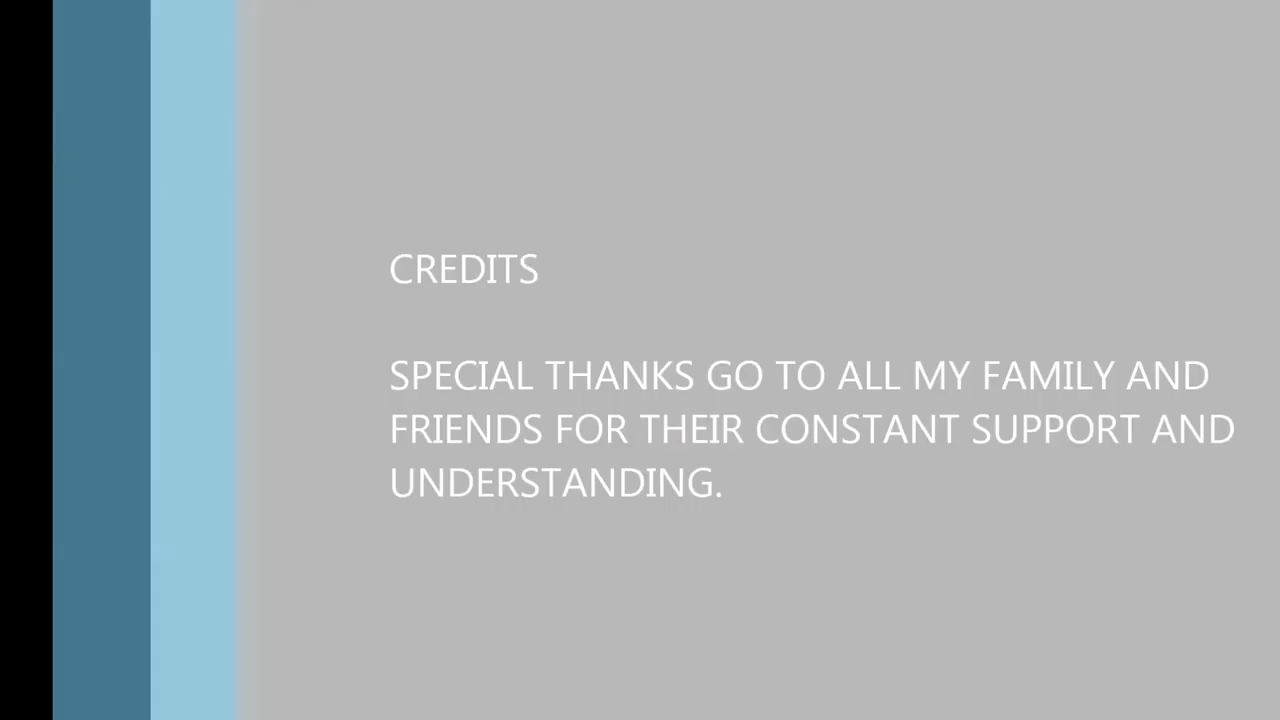 CREDITS
SPECIAL THANKS GO TO ALL MY FAMILY AND
FRIENDS FOR THEIR CONSTANT SUPPORT AND
UNDERSTANDING.